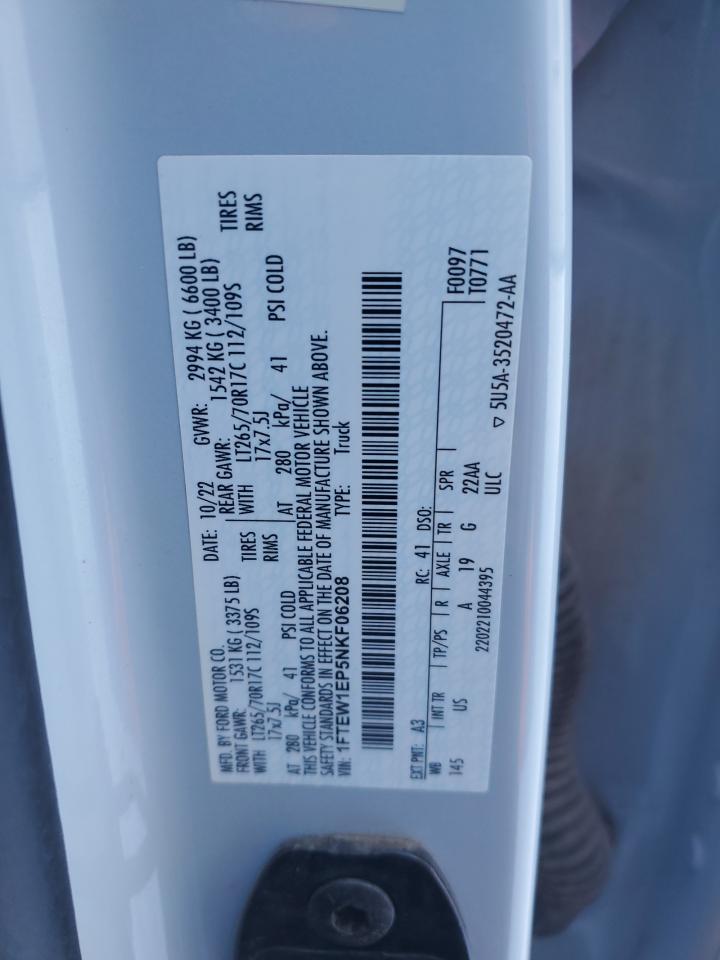 MFD. BY FORD MOTOR CO.
DATE: 10/22 GVWR: 2994 KG ( 6600 LB)
FRONT GAWR: 1531 KG ( 3375 LB) REAR GAWR: 1542 KG ( 3400 LB)
WITH LT265/70R17C 112/109S TIRES WITH LT265/70R17C 112/109S TIRES
17x7.5J RIMS 17x7.5J RIMS
AT 280 kPa/ 41 PSI COLD AT 280 kPa/ 41 PSI COLD
THIS VEHICLE CONFORMS TO ALL APPLICABLE FEDERAL MOTOR VEHICLE
SAFETY STANDARDS IN EFFECT ON THE DATE OF MANUFACTURE SHOWN ABOVE.
VIN: 1FTEW1EP5NKF06208 TYPE: Truck
EXT PNT: A3 RC: 41 DSO: F0097
T0771
WB INT TR TP/PS R AXLE TR SPR
145 US A 19 G 22AA
2202210044395 ULC ▽ 5U5A-3520472-AA